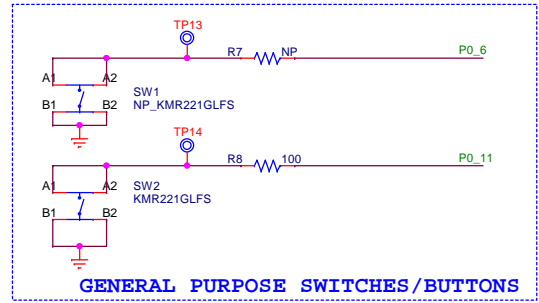 TP13
R7 NP P0_6
A1 A2
SW1
B1 B2 NP_KMR221GLFS
TP14
R8 100 P0_11
A1 A2 SW2
KMR221GLFS
B1 B2
GENERAL PURPOSE SWITCHES/BUTTONS